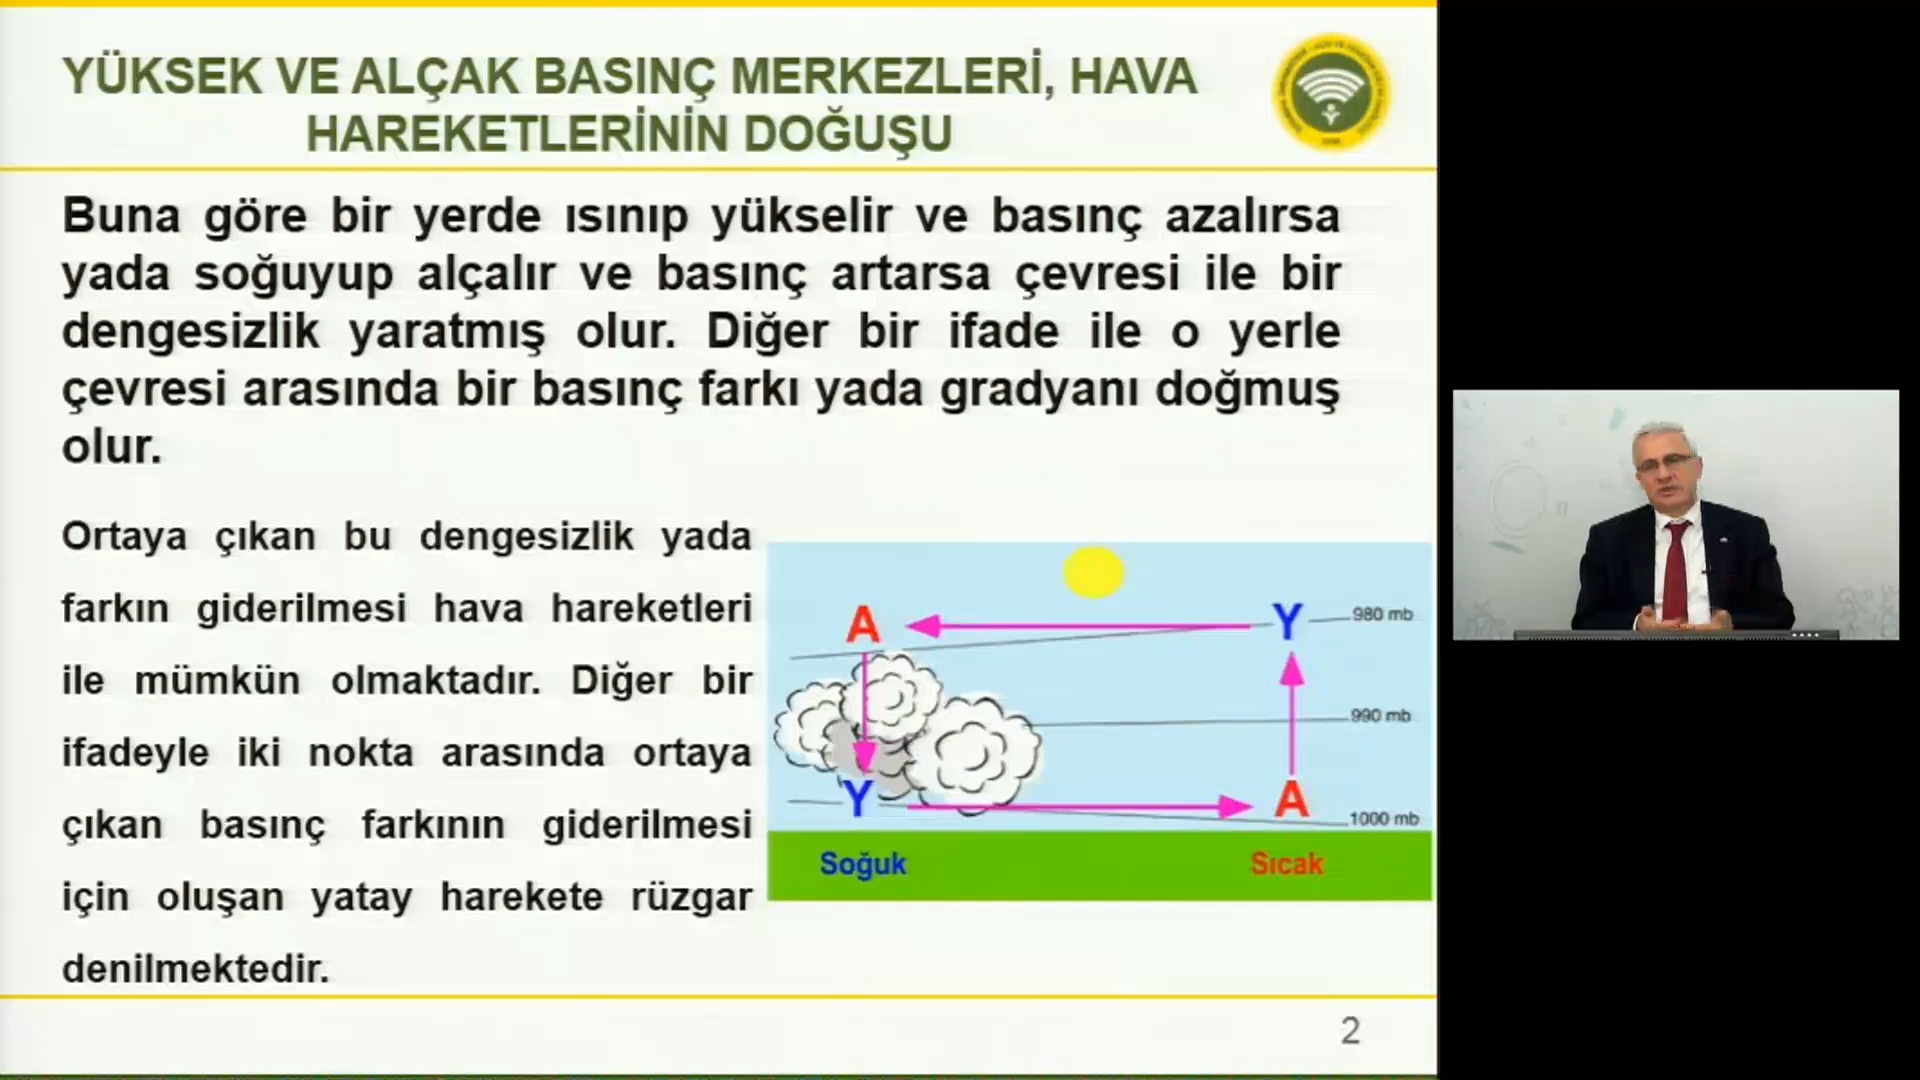 YÜKSEK VE ALÇAK BASINÇ MERKEZLERİ, HAVA
HAREKETLERİNİN DOĞUŞU
Buna göre bir yerde ısınıp yükselir ve basınç azalırsa
yada soğuyup alçalır ve basınç artarsa çevresi ile bir
dengesizlik yaratmış olur. Diğer bir ifade ile o yerle
çevresi arasında bir basınç farkı yada gradyanı doğmuş
olur.
Ortaya çıkan bu dengesizlik yada
farkın giderilmesi hava hareketleri
ile mümkün olmaktadır. Diğer bir
ifadeyle iki nokta arasında ortaya
çıkan basınç farkının giderilmesi
için oluşan yatay harekete rüzgar
denilmektedir.
A
Y
980 mb
990 mb
Y
A
1000 mb
Soğuk
Sıcak
2